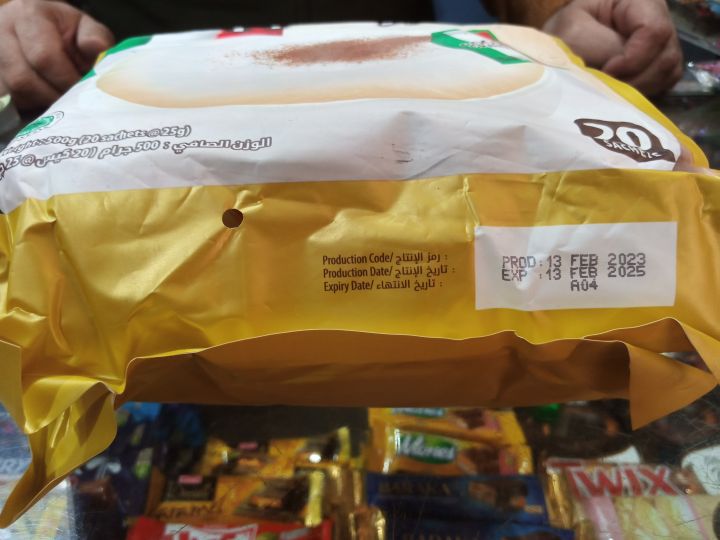 20
SACHETS
500g (20 sachets @ 25g)
الوزن الصافي : 500 جرام (20 كيس @ 25
Production Code/ رمز الإنتاج :
Production Date/ تاريخ الإنتاج :
Expiry Date/ تاريخ الانتهاء :
PROD : 13 FEB 2023
EXP : 13 FEB 2025
A04
TWIX